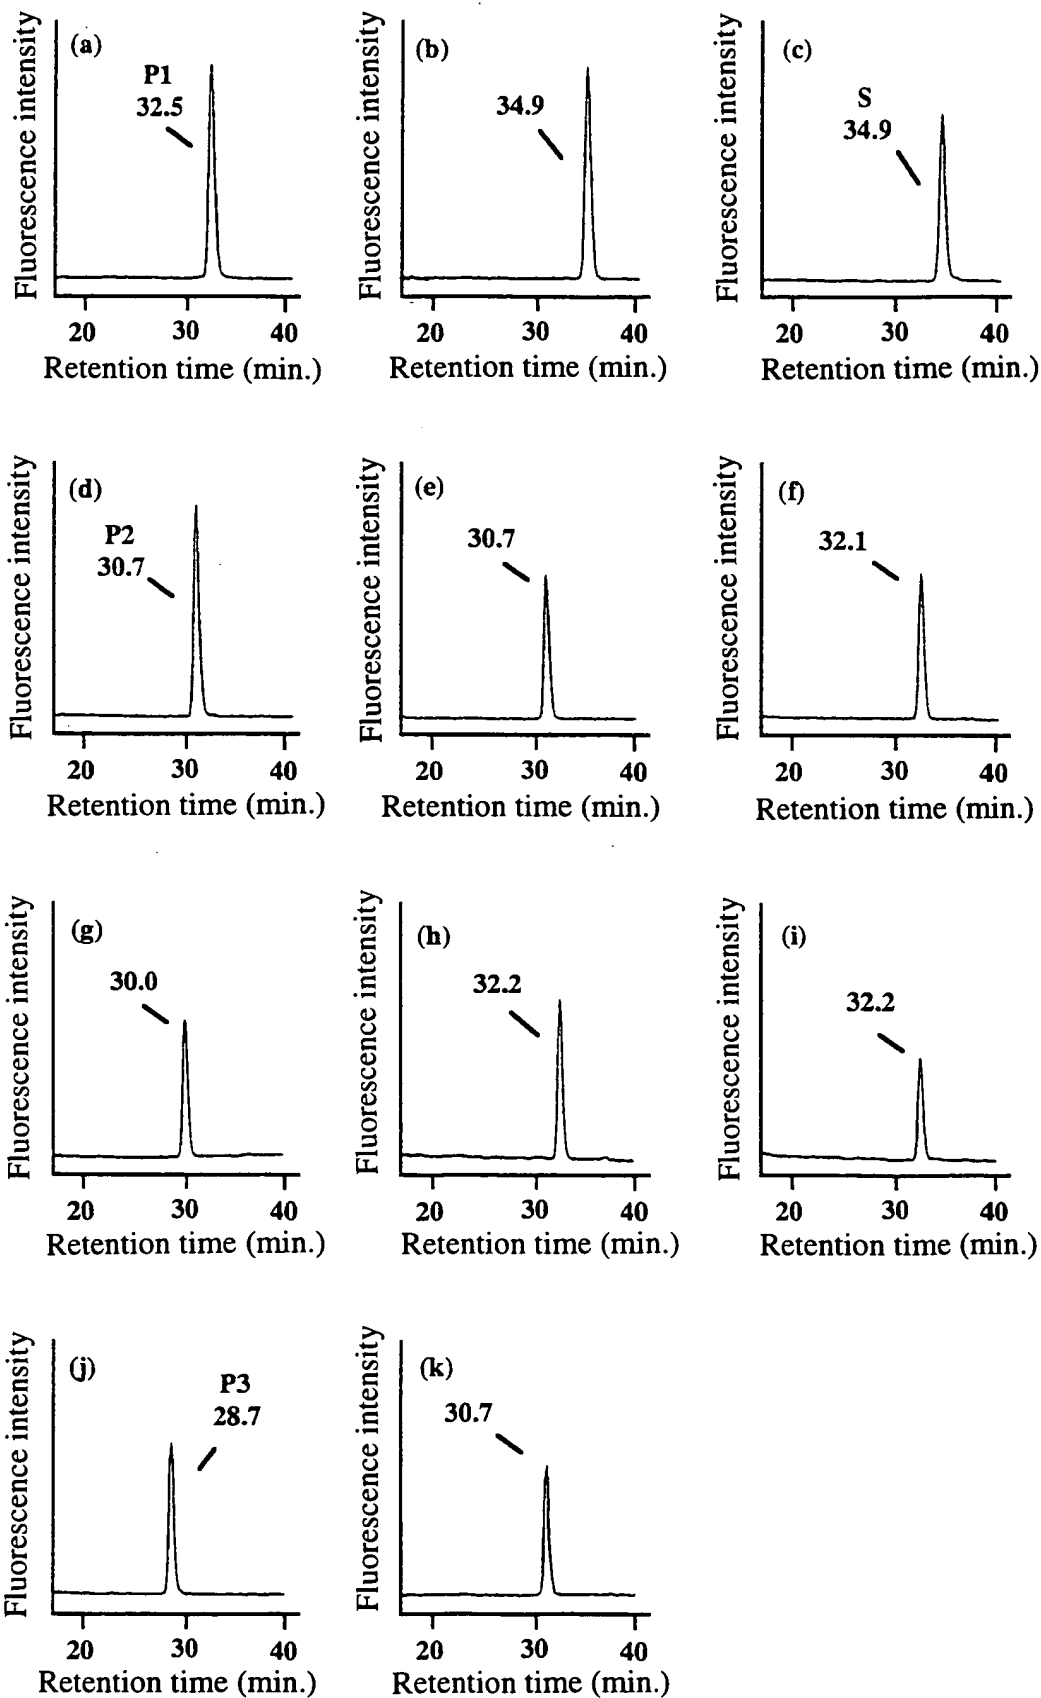 (a)
P1
32.5
Fluorescence intensity
20 30 40
Retention time (min.)
(b)
34.9
Fluorescence intensity
20 30 40
Retention time (min.)
(c)
S
34.9
Fluorescence intensity
20 30 40
Retention time (min.)
(d)
P2
30.7
Fluorescence intensity
20 30 40
Retention time (min.)
(e)
30.7
Fluorescence intensity
20 30 40
Retention time (min.)
(f)
32.1
Fluorescence intensity
20 30 40
Retention time (min.)
(g)
30.0
Fluorescence intensity
20 30 40
Retention time (min.)
(h)
32.2
Fluorescence intensity
20 30 40
Retention time (min.)
(i)
32.2
Fluorescence intensity
20 30 40
Retention time (min.)
(j)
P3
28.7
Fluorescence intensity
20 30 40
Retention time (min.)
(k)
30.7
Fluorescence intensity
20 30 40
Retention time (min.)